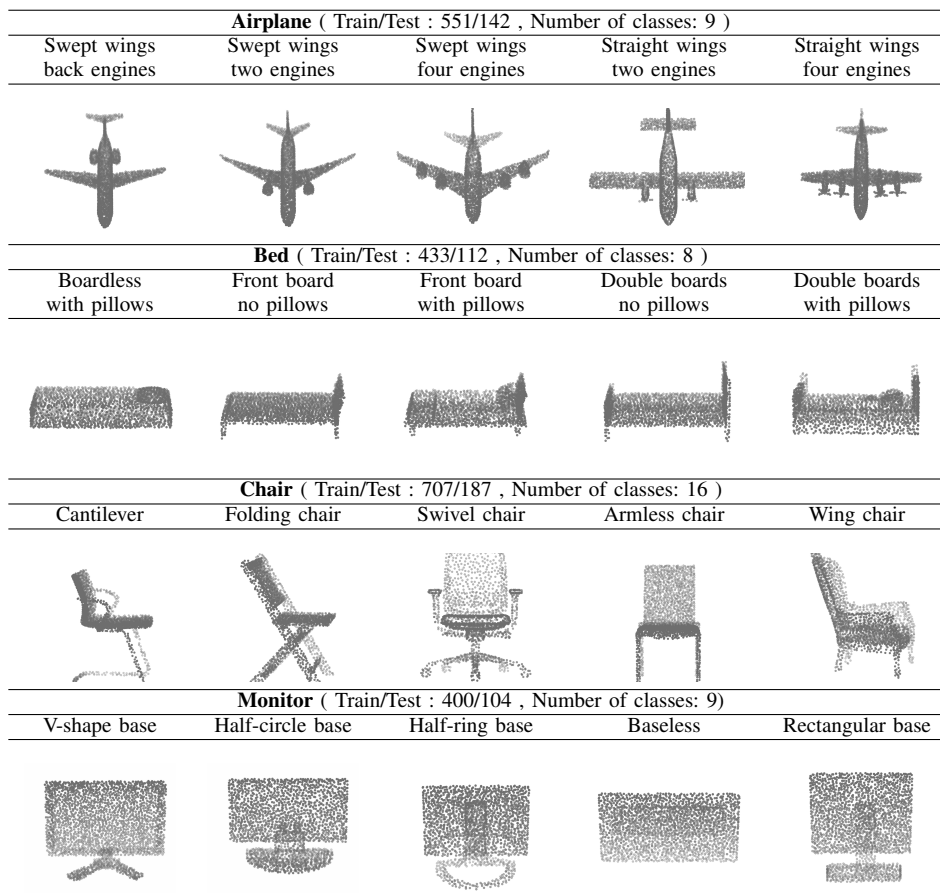 Airplane ( Train/Test : 551/142 , Number of classes: 9 )
Swept wings Swept wings Swept wings Straight wings Straight wings
back engines two engines four engines two engines four engines
Bed ( Train/Test : 433/112 , Number of classes: 8 )
Boardless Front board Front board Double boards Double boards
with pillows no pillows with pillows no pillows with pillows
Chair ( Train/Test : 707/187 , Number of classes: 16 )
Cantilever Folding chair Swivel chair Armless chair Wing chair
Monitor ( Train/Test : 400/104 , Number of classes: 9)
V-shape base Half-circle base Half-ring base Baseless Rectangular base